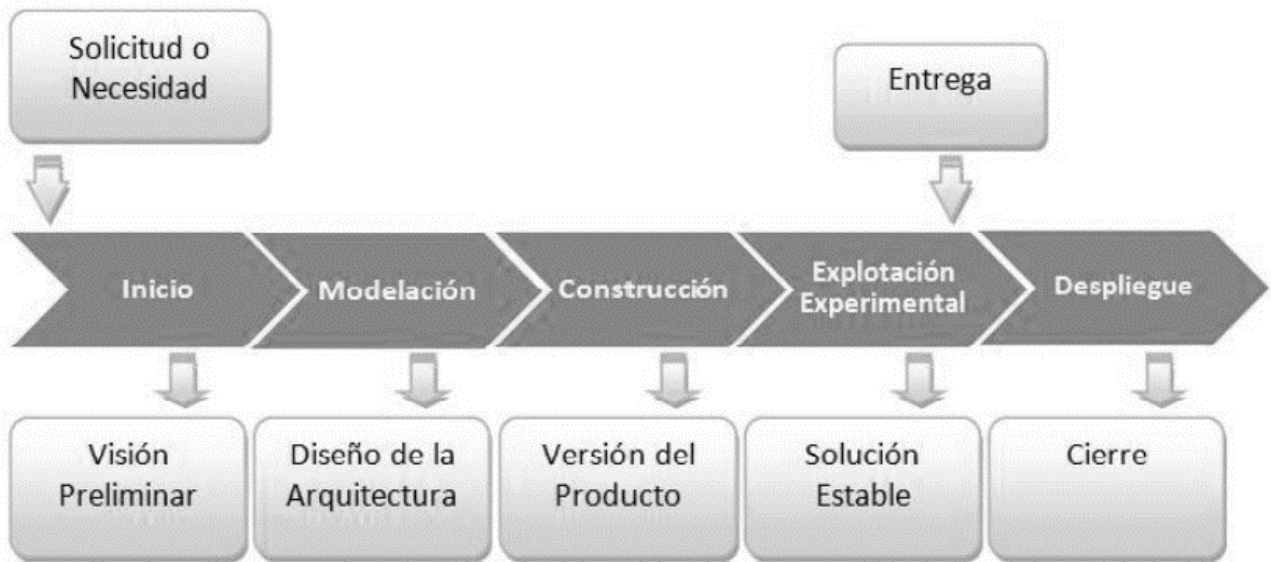 Solicitud o
Necesidad
Entrega
Inicio
Modelación
Construcción
Explotación
Experimental
Despliegue
Visión
Preliminar
Diseño de la
Arquitectura
Versión del
Producto
Solución
Estable
Cierre